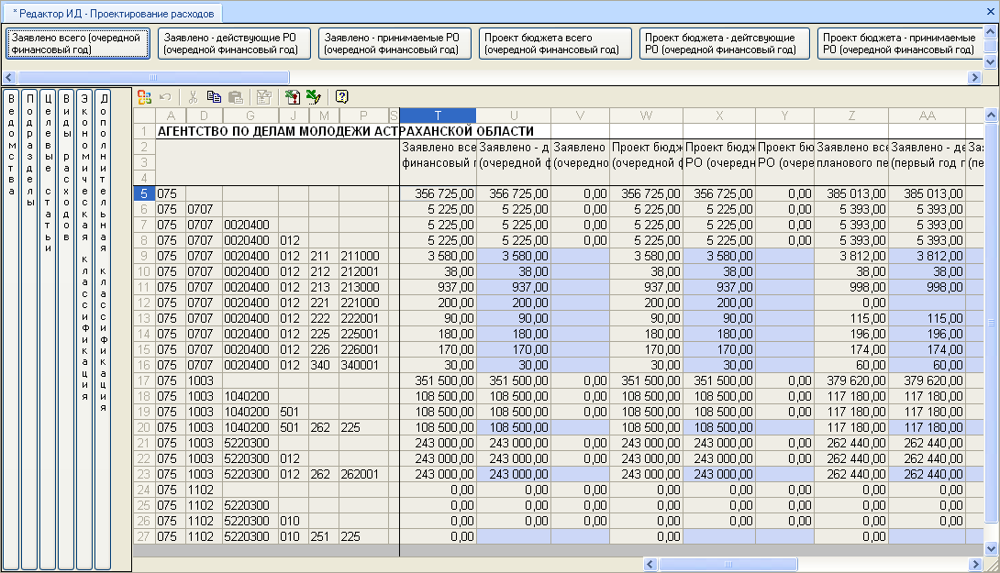 * Редактор ИД - Проектирование расходов
Заявлено всего (очередной финансовый год)
Заявлено - действующие РО (очередной финансовый год)
Заявлено - принимаемые РО (очередной финансовый год)
Проект бюджета всего (очередной финансовый год)
Проект бюджета - дейтсвующие РО (очередной финансовый год)
Проект бюджета - принимаемые РО (очередной финансовый год)
Ведомства
Подразделы
Целевые статьи
Виды расходов
Экономическая классификация
Дополнительная классификация
A D G J M P S T U V W X Y Z AA
1 АГЕНТСТВО ПО ДЕЛАМ МОЛОДЕЖИ АСТРАХАНСКОЙ ОБЛАСТИ
2 Заявлено все Заявлено - д Заявлено Проект бюдж Проект бюдж Проект бю Заявлено все Заявлено - де За
3 финансовый г (очередной ф (очередно (очередной ф РО (очередн РО (очере планового пе (первый год г (пе
4
5 075 356 725,00 356 725,00 0,00 356 725,00 356 725,00 0,00 385 013,00 385 013,00
6 075 0707 5 225,00 5 225,00 0,00 5 225,00 5 225,00 0,00 5 393,00 5 393,00
7 075 0707 0020400 5 225,00 5 225,00 0,00 5 225,00 5 225,00 0,00 5 393,00 5 393,00
8 075 0707 0020400 012 5 225,00 5 225,00 0,00 5 225,00 5 225,00 0,00 5 393,00 5 393,00
9 075 0707 0020400 012 211 211000 3 580,00 3 580,00 3 580,00 3 580,00 3 812,00 3 812,00
10 075 0707 0020400 012 212 212001 38,00 38,00 38,00 38,00 38,00 38,00
11 075 0707 0020400 012 213 213000 937,00 937,00 937,00 937,00 998,00 998,00
12 075 0707 0020400 012 221 221000 200,00 200,00 200,00 200,00 0,00
13 075 0707 0020400 012 222 222001 90,00 90,00 90,00 90,00 115,00 115,00
14 075 0707 0020400 012 225 225001 180,00 180,00 180,00 180,00 196,00 196,00
15 075 0707 0020400 012 226 226001 170,00 170,00 170,00 170,00 174,00 174,00
16 075 0707 0020400 012 340 340001 30,00 30,00 30,00 30,00 60,00 60,00
17 075 1003 351 500,00 351 500,00 0,00 351 500,00 351 500,00 0,00 379 620,00 379 620,00
18 075 1003 1040200 108 500,00 108 500,00 0,00 108 500,00 108 500,00 0,00 117 180,00 117 180,00
19 075 1003 1040200 501 108 500,00 108 500,00 0,00 108 500,00 108 500,00 0,00 117 180,00 117 180,00
20 075 1003 1040200 501 262 225 108 500,00 108 500,00 108 500,00 108 500,00 117 180,00 117 180,00
21 075 1003 5220300 243 000,00 243 000,00 0,00 243 000,00 243 000,00 0,00 262 440,00 262 440,00
22 075 1003 5220300 012 243 000,00 243 000,00 0,00 243 000,00 243 000,00 0,00 262 440,00 262 440,00
23 075 1003 5220300 012 262 262001 243 000,00 243 000,00 243 000,00 243 000,00 262 440,00 262 440,00
24 075 1102 0,00 0,00 0,00 0,00 0,00 0,00 0,00 0,00
25 075 1102 5220300 0,00 0,00 0,00 0,00 0,00 0,00 0,00 0,00
26 075 1102 5220300 010 0,00 0,00 0,00 0,00 0,00 0,00 0,00 0,00
27 075 1102 5220300 010 251 225 0,00 0,00 0,00